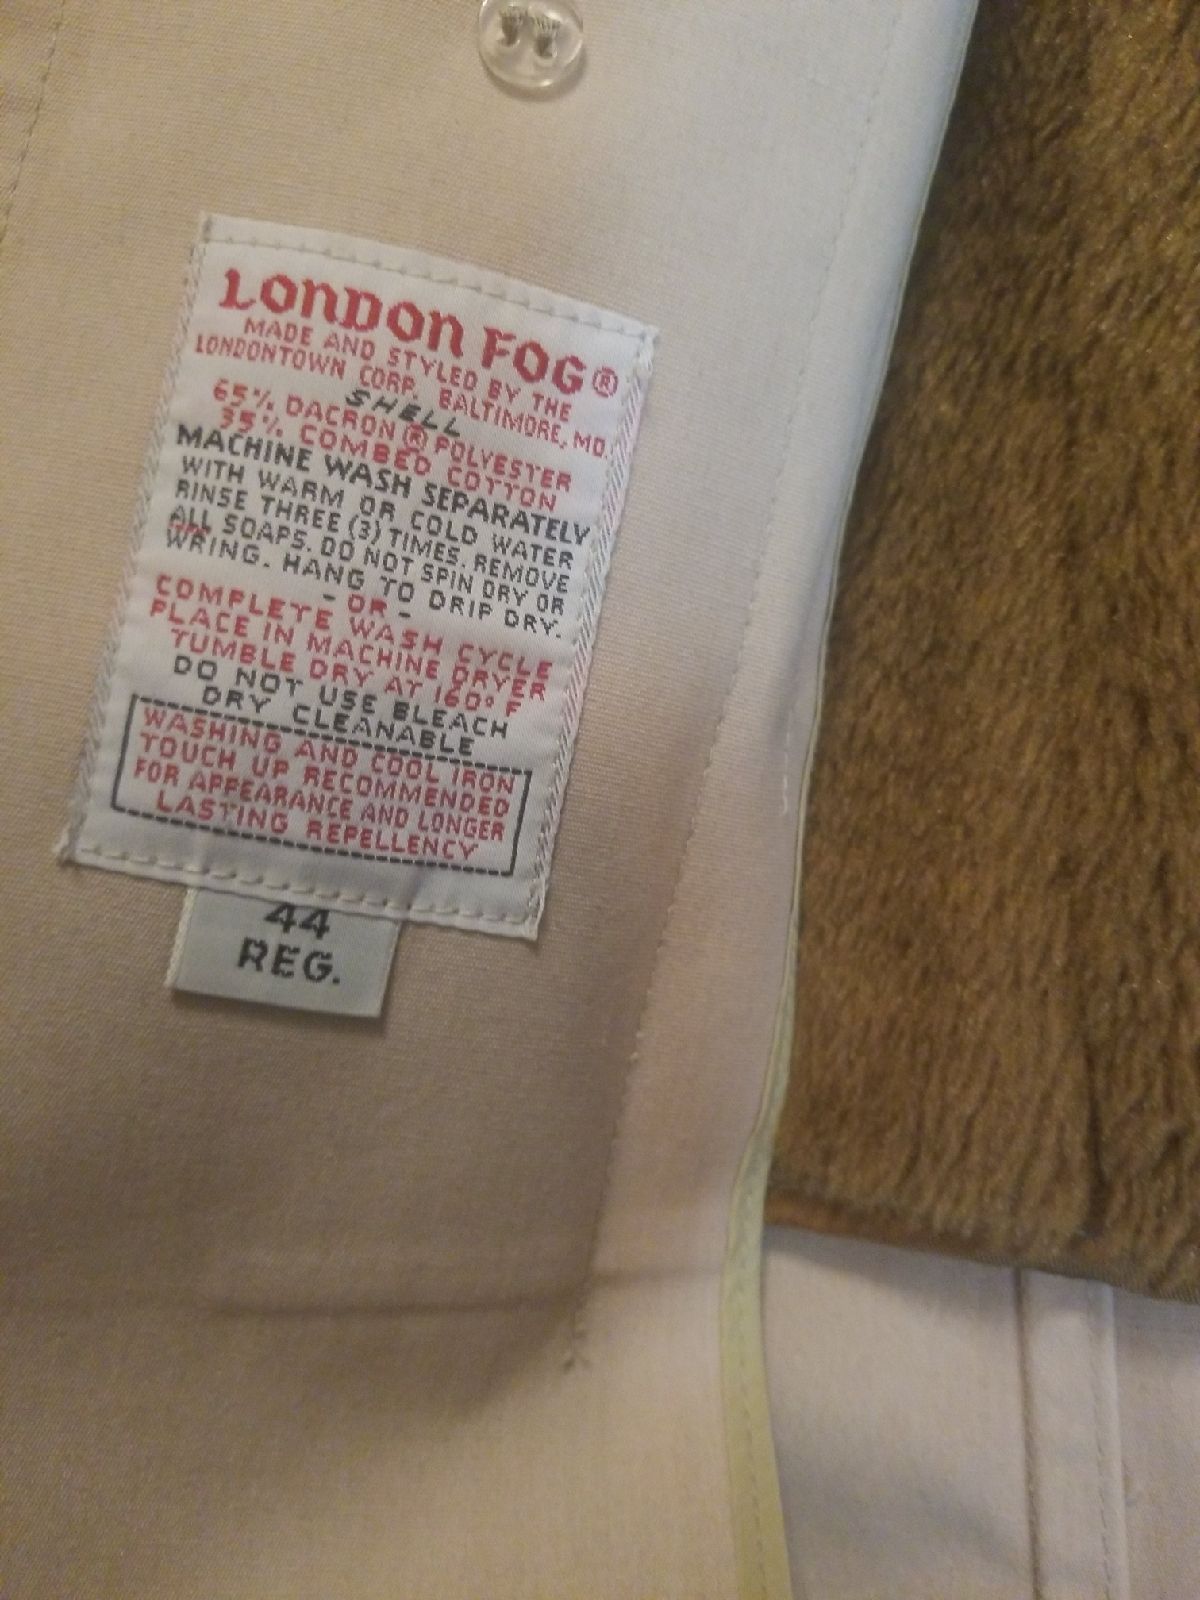 LONDON FOG®
MADE AND STYLED BY THE
LONDONTOWN CORP. BALTIMORE, MD.
SHELL
65% DACRON® POLYESTER
35% COMBED COTTON
MACHINE WASH SEPARATELY
WITH WARM OR COLD WATER
RINSE THREE (3) TIMES. REMOVE
ALL SOAPS. DO NOT SPIN DRY OR
WRING. HANG TO DRIP DRY.
- OR -
COMPLETE WASH CYCLE
PLACE IN MACHINE DRYER
TUMBLE DRY AT 160° F
DO NOT USE BLEACH
DRY CLEANABLE
WASHING AND COOL IRON
TOUCH UP RECOMMENDED
FOR APPEARANCE AND LONGER
LASTING REPELLENCY
44
REG.